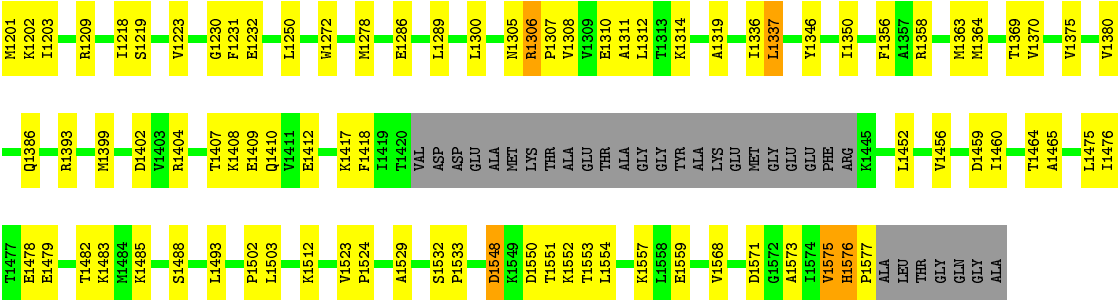 M1201 K1202 I1203 R1209 I1218 S1219 V1223 G1230 F1231 E1232 L1250 W1272 M1278 E1286 L1289 L1300 N1305 R1306 P1307 V1308 V1309 E1310 A1311 L1312 T1313 K1314 A1319 I1336 L1337 Y1346 I1350 F1356 A1357 R1358 M1363 M1364 T1369 V1370 V1375 V1380
Q1386 R1393 M1399 D1402 V1403 R1404 T1407 K1408 E1409 Q1410 V1411 E1412 K1417 F1418 I1419 T1420 VAL ASP ASP GLU ALA MET LYS THR ALA GLU THR ALA GLY GLY TYR ALA LYS GLU MET GLY GLU GLU PHE ARG K1445 L1452 V1456 D1459 I1460 T1464 A1465 L1475 I1476
T1477 E1478 E1479 T1482 K1483 M1484 K1485 S1488 L1493 P1502 L1503 K1512 V1523 P1524 A1529 S1532 P1533 D1548 K1549 D1550 T1551 K1552 T1553 L1554 K1557 L1558 E1559 V1568 D1571 G1572 A1573 I1574 V1575 H1576 P1577 ALA LEU THR GLY GLN GLY ALA